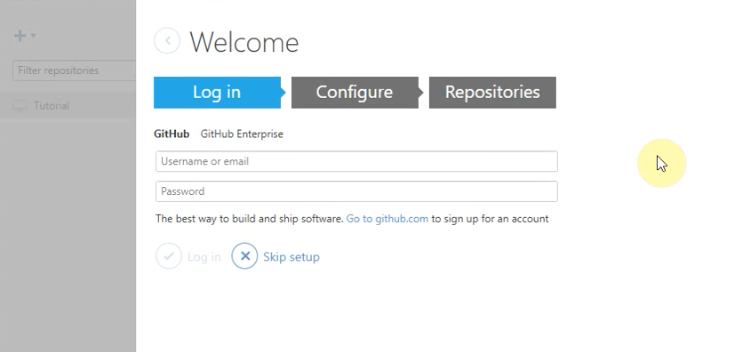 Welcome
Filter repositories
Log in Configure Repositories
Tutorial
GitHub GitHub Enterprise
Username or email
Password
The best way to build and ship software. Go to github.com to sign up for an account
Log in Skip setup